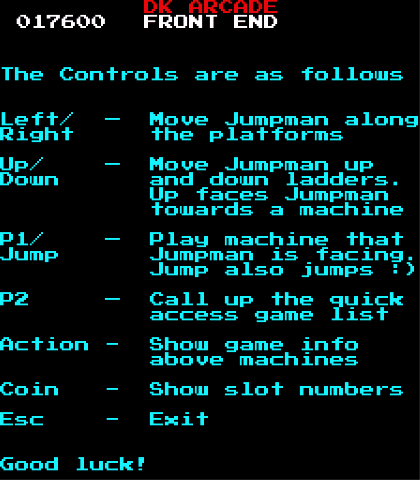 DK ARCADE
017600 FRONT END
The Controls are as follows
Left/ - Move Jumpman along
Right the platforms
Up/ - Move Jumpman up
Down and down ladders.
Up faces Jumpman
towards a machine
P1/ - Play machine that
Jump Jumpman is facing.
Jump also jumps :)
P2 - Call up the quick
access game list
Action - Show game info
above machines
Coin - Show slot numbers
Esc - Exit
Good luck!